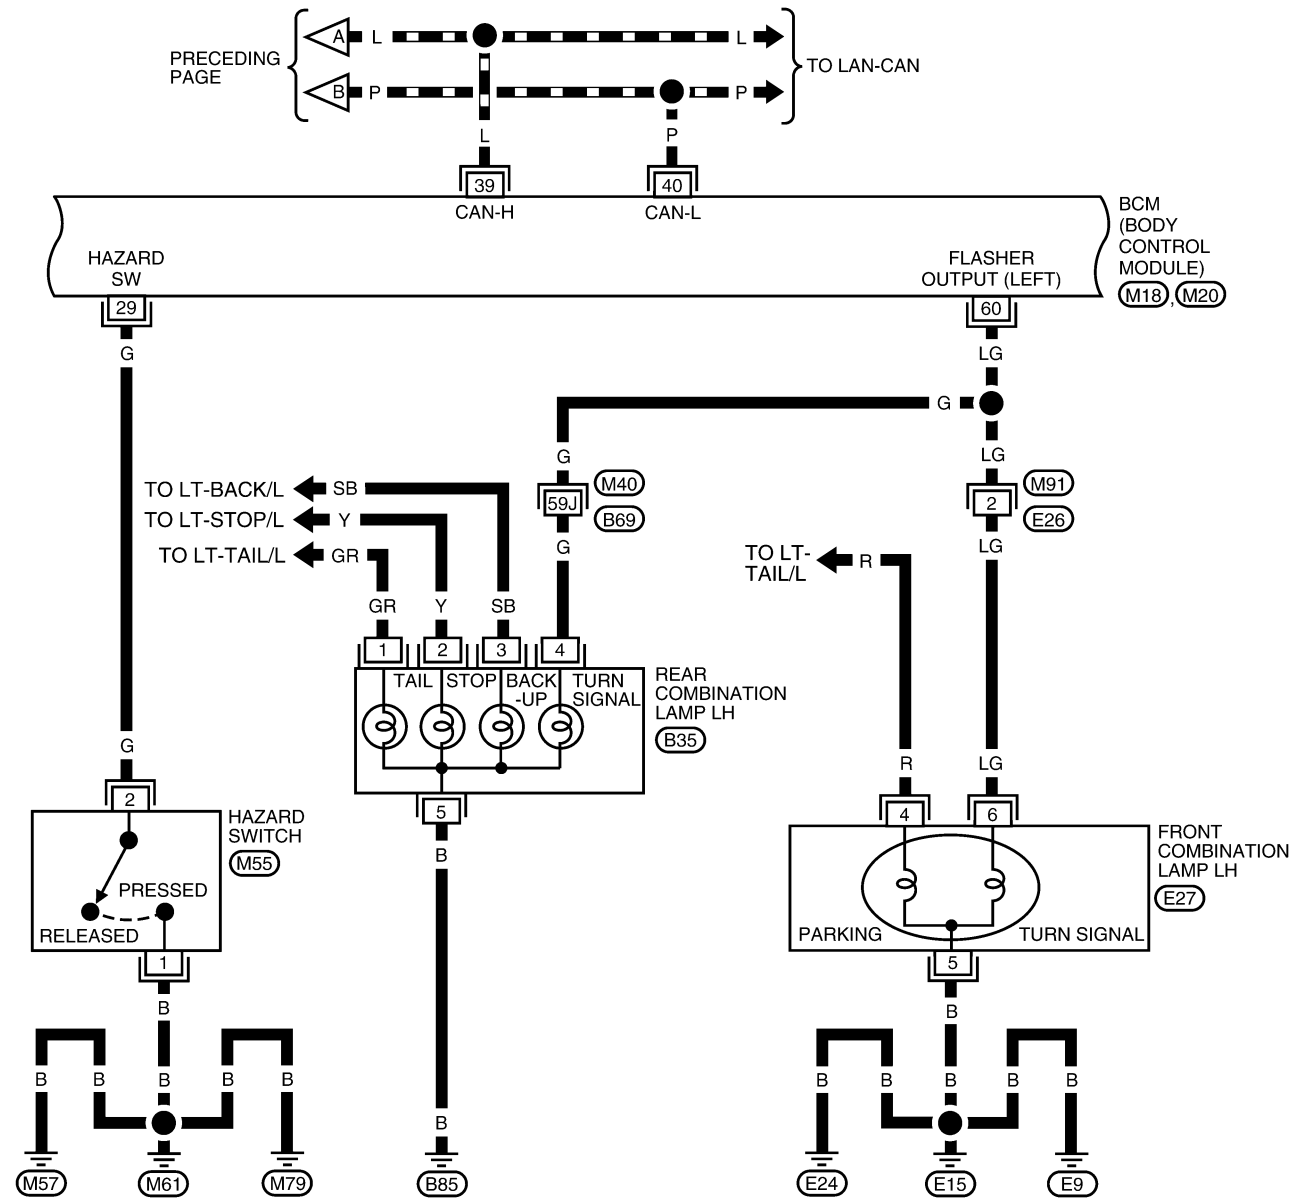 A L L
PRECEDING
PAGE
TO LAN-CAN
B P P
L P
39 40
CAN-H CAN-L
BCM
(BODY
CONTROL
MODULE)
M18 , M20
HAZARD
SW
FLASHER
OUTPUT (LEFT)
29 60
G LG
G
G LG
TO LT-BACK/L SB
M40
59J
B69
M91
2
E26
TO LT-STOP/L Y
TO LT-TAIL/L GR
G LG
TO LT-
TAIL/L
R
GR Y SB
1 2 3 4
TAIL STOP BACK
-UP
TURN
SIGNAL
REAR
COMBINATION
LAMP LH
B35
G R LG
2 5 4 6
HAZARD
SWITCH
M55
B
FRONT
COMBINATION
LAMP LH
E27
PRESSED
RELEASED
PARKING TURN SIGNAL
1 5
B B
B B B B B
B
B B B B B
M57 M61 M79 B85 E24 E15 E9